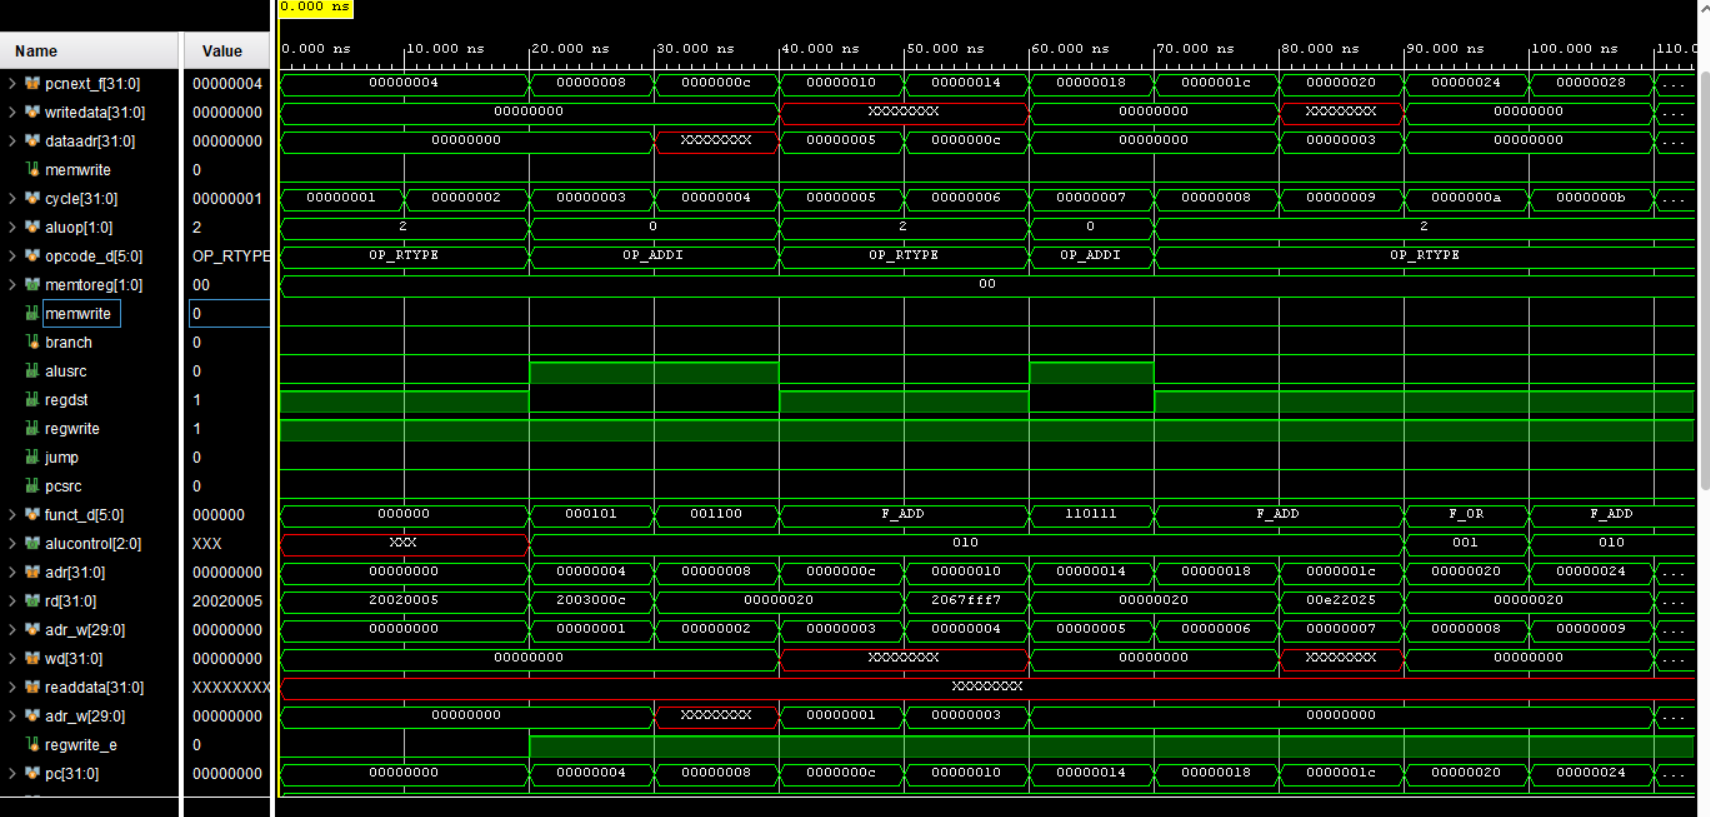 0.000 ns
Name Value 0.000 ns 10.000 ns 20.000 ns 30.000 ns 40.000 ns 50.000 ns 60.000 ns 70.000 ns 80.000 ns 90.000 ns 100.000 ns 110.0
pcnext_f[31:0] 00000004 00000004 00000008 0000000c 00000010 00000014 00000018 0000001c 00000020 00000024 00000028 ...
writedata[31:0] 00000000 00000000 XXXXXXXX 00000000 XXXXXXXX 00000000 ...
dataadr[31:0] 00000000 00000000 XXXXXXXX 00000005 0000000c 00000000 00000003 00000000 ...
memwrite 0
cycle[31:0] 00000001 00000001 00000002 00000003 00000004 00000005 00000006 00000007 00000008 00000009 0000000a 0000000b ...
aluop[1:0] 2 2 0 2 0 2
opcode_d[5:0] OP_RTYPE OP_RTYPE OP_ADDI OP_RTYPE OP_ADDI OP_RTYPE
memtoreg[1:0] 00 00
memwrite 0
branch 0
alusrc 0
regdst 1
regwrite 1
jump 0
pcsrc 0
funct_d[5:0] 000000 000000 000101 001100 F_ADD 110111 F_ADD F_OR F_ADD
alucontrol[2:0] XXX XXX 010 001 010
adr[31:0] 00000000 00000000 00000004 00000008 0000000c 00000010 00000014 00000018 0000001c 00000020 00000024 ...
rd[31:0] 20020005 20020005 2003000c 00000020 2067fff7 00000020 00e22025 00000020 ...
adr_w[29:0] 00000000 00000000 00000001 00000002 00000003 00000004 00000005 00000006 00000007 00000008 00000009 ...
wd[31:0] 00000000 00000000 XXXXXXXX 00000000 XXXXXXXX 00000000 ...
readdata[31:0] XXXXXXXX XXXXXXXX
adr_w[29:0] 00000000 00000000 XXXXXXXX 00000001 00000003 00000000 ...
regwrite_e 0
pc[31:0] 00000000 00000000 00000004 00000008 0000000c 00000010 00000014 00000018 0000001c 00000020 00000024 ...